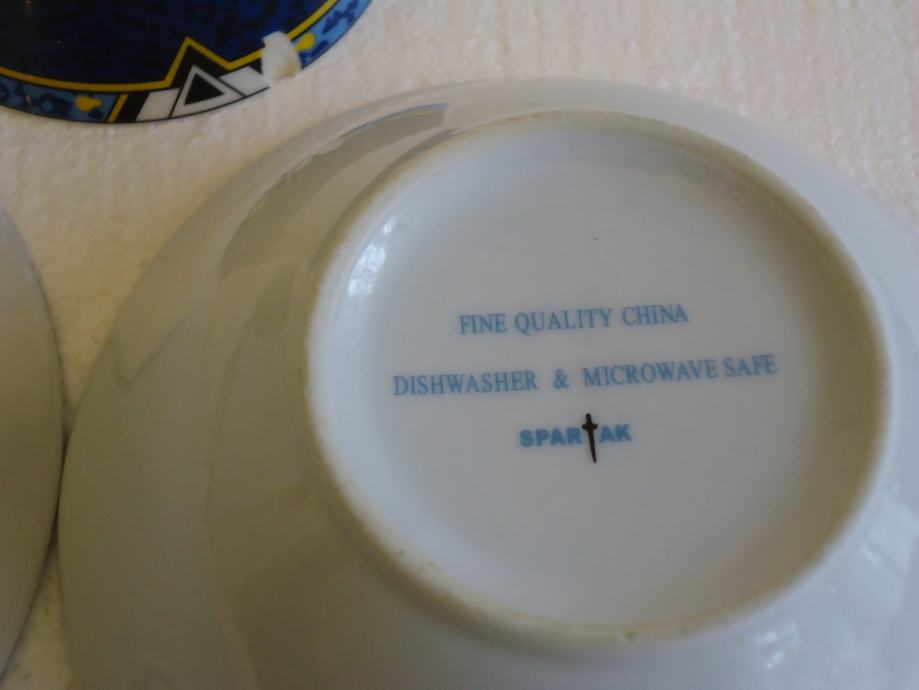 FINE QUALITY CHINA
DISHWASHER & MICROWAVE SAFE
SPARTAK